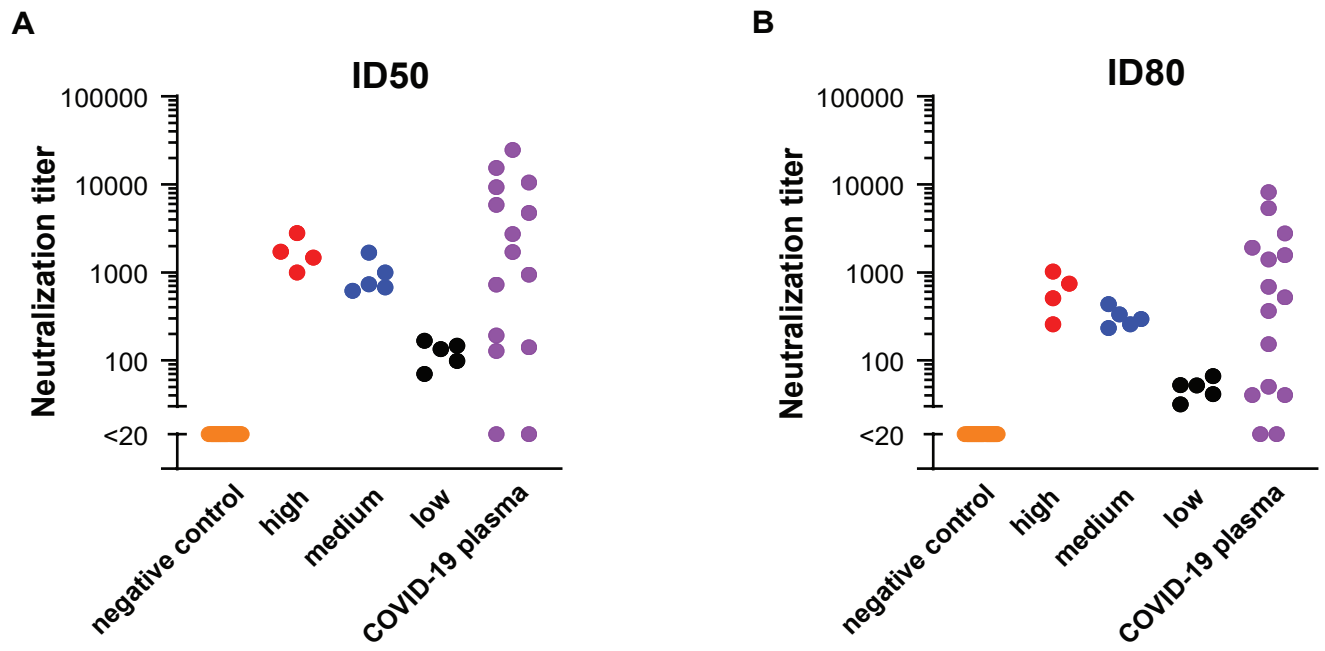 A
ID50
Neutralization titer
100000
10000
1000
100
<20
negative control
high
medium
low
COVID-19 plasma
B
ID80
Neutralization titer
100000
10000
1000
100
<20
negative control
high
medium
low
COVID-19 plasma